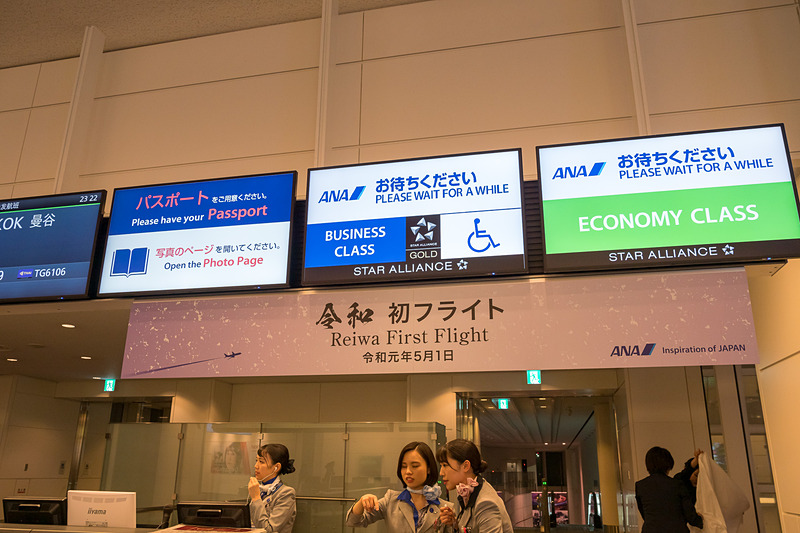 23:22
KOK 曼谷
TG6106
パスポート をご用意ください。
Please have your Passport
写真のページを開いてください。
Open the Photo Page
ANA お待ちください
PLEASE WAIT FOR A WHILE
BUSINESS
CLASS
STAR ALLIANCE
GOLD
STAR ALLIANCE
ANA お待ちください
PLEASE WAIT FOR A WHILE
ECONOMY CLASS
STAR ALLIANCE
令和 初フライト
Reiwa First Flight
令和元年5月1日
ANA Inspiration of JAPAN
iiyama